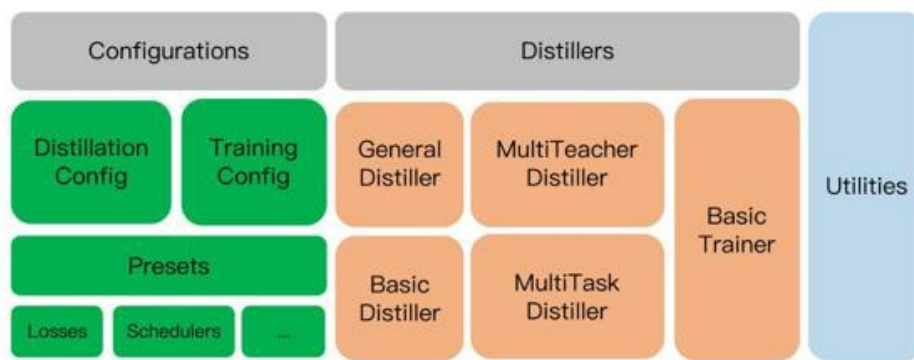 Configurations
Distillers
Utilities
Distillation
Config
Training
Config
General
Distiller
MultiTeacher
Distiller
Basic
Trainer
Presets
Basic
Distiller
MultiTask
Distiller
Losses
Schedulers
...